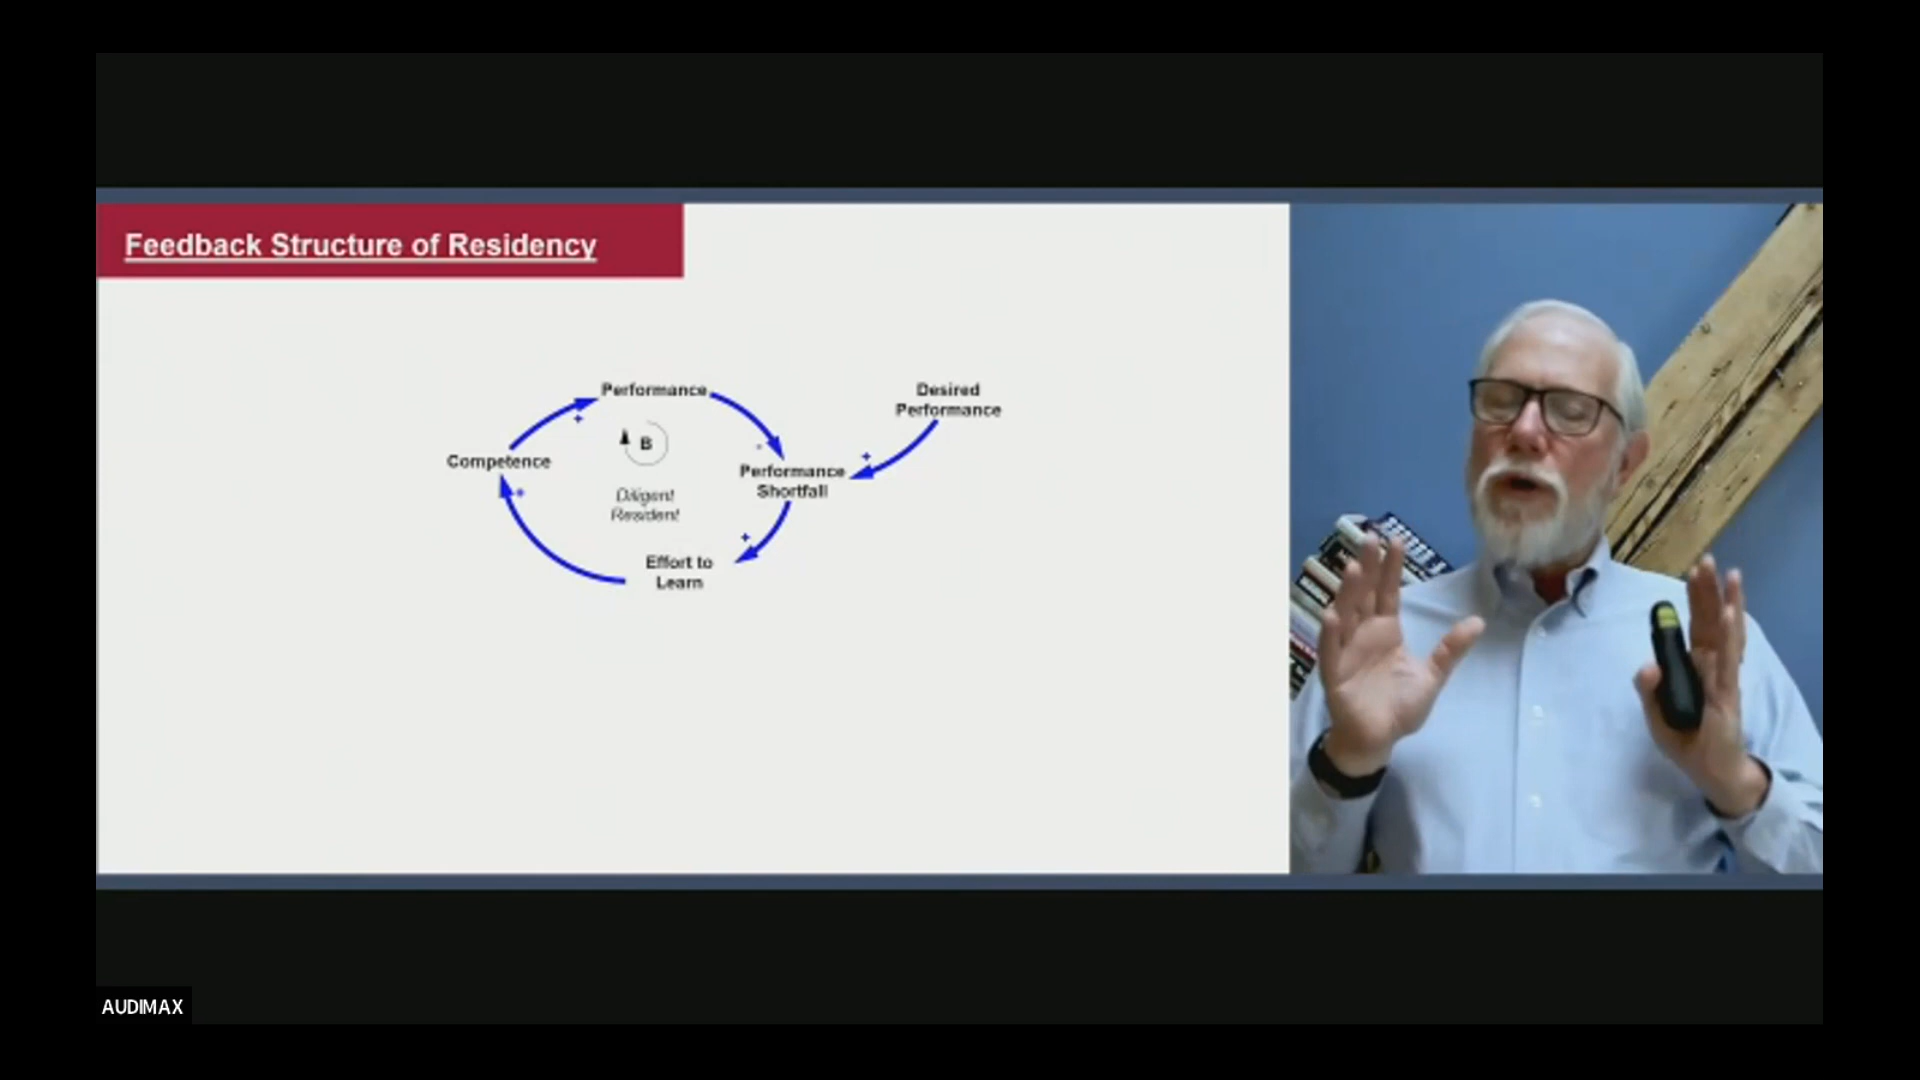 Feedback Structure of Residency
Performance
Desired
Performance
+
B
-
+
Competence
Performance
Shortfall
+
Diligent
Resident
+
Effort to
Learn
AUDIMAX